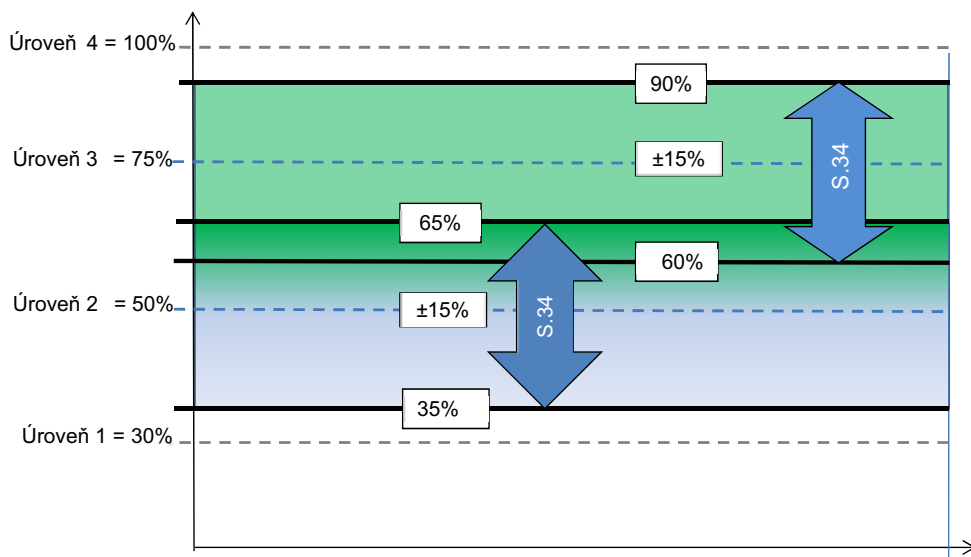 Úroveň 4 = 100%
90%
Úroveň 3 = 75%
±15%
S.34
65%
60%
Úroveň 2 = 50%
±15%
S.34
35%
Úroveň 1 = 30%